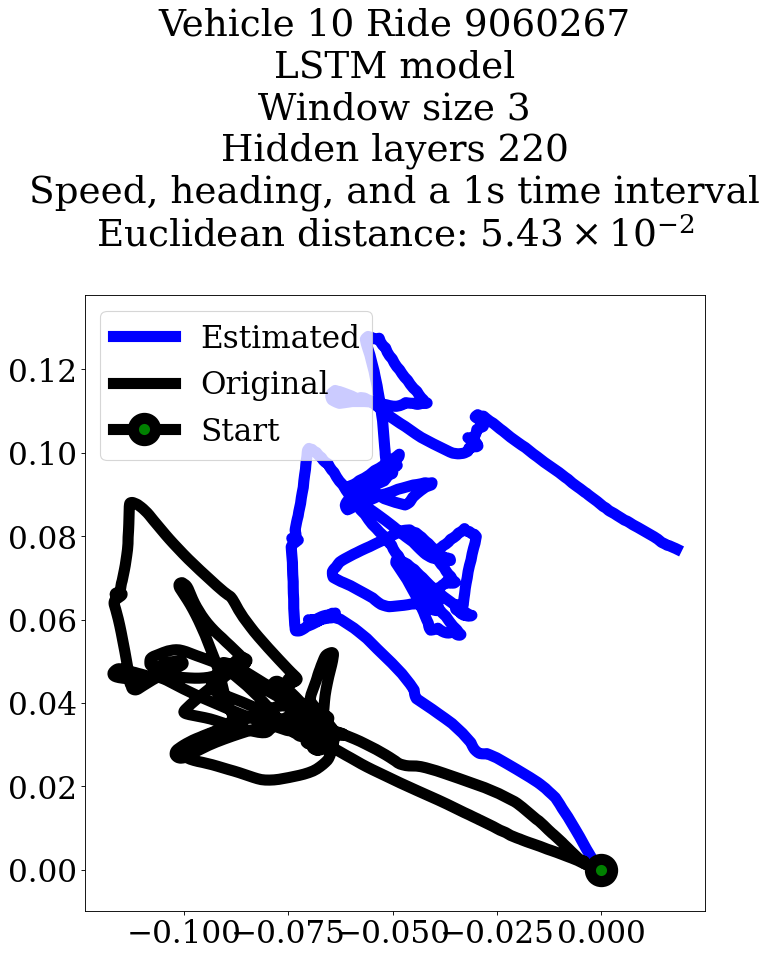 Vehicle 10 Ride 9060267
LSTM model
Window size 3
Hidden layers 220
Speed, heading, and a 1s time interval
Euclidean distance: 5.43 × 10⁻²
Estimated
Original
Start
0.12
0.10
0.08
0.06
0.04
0.02
0.00
−0.100 −0.075 −0.050 −0.025 0.000